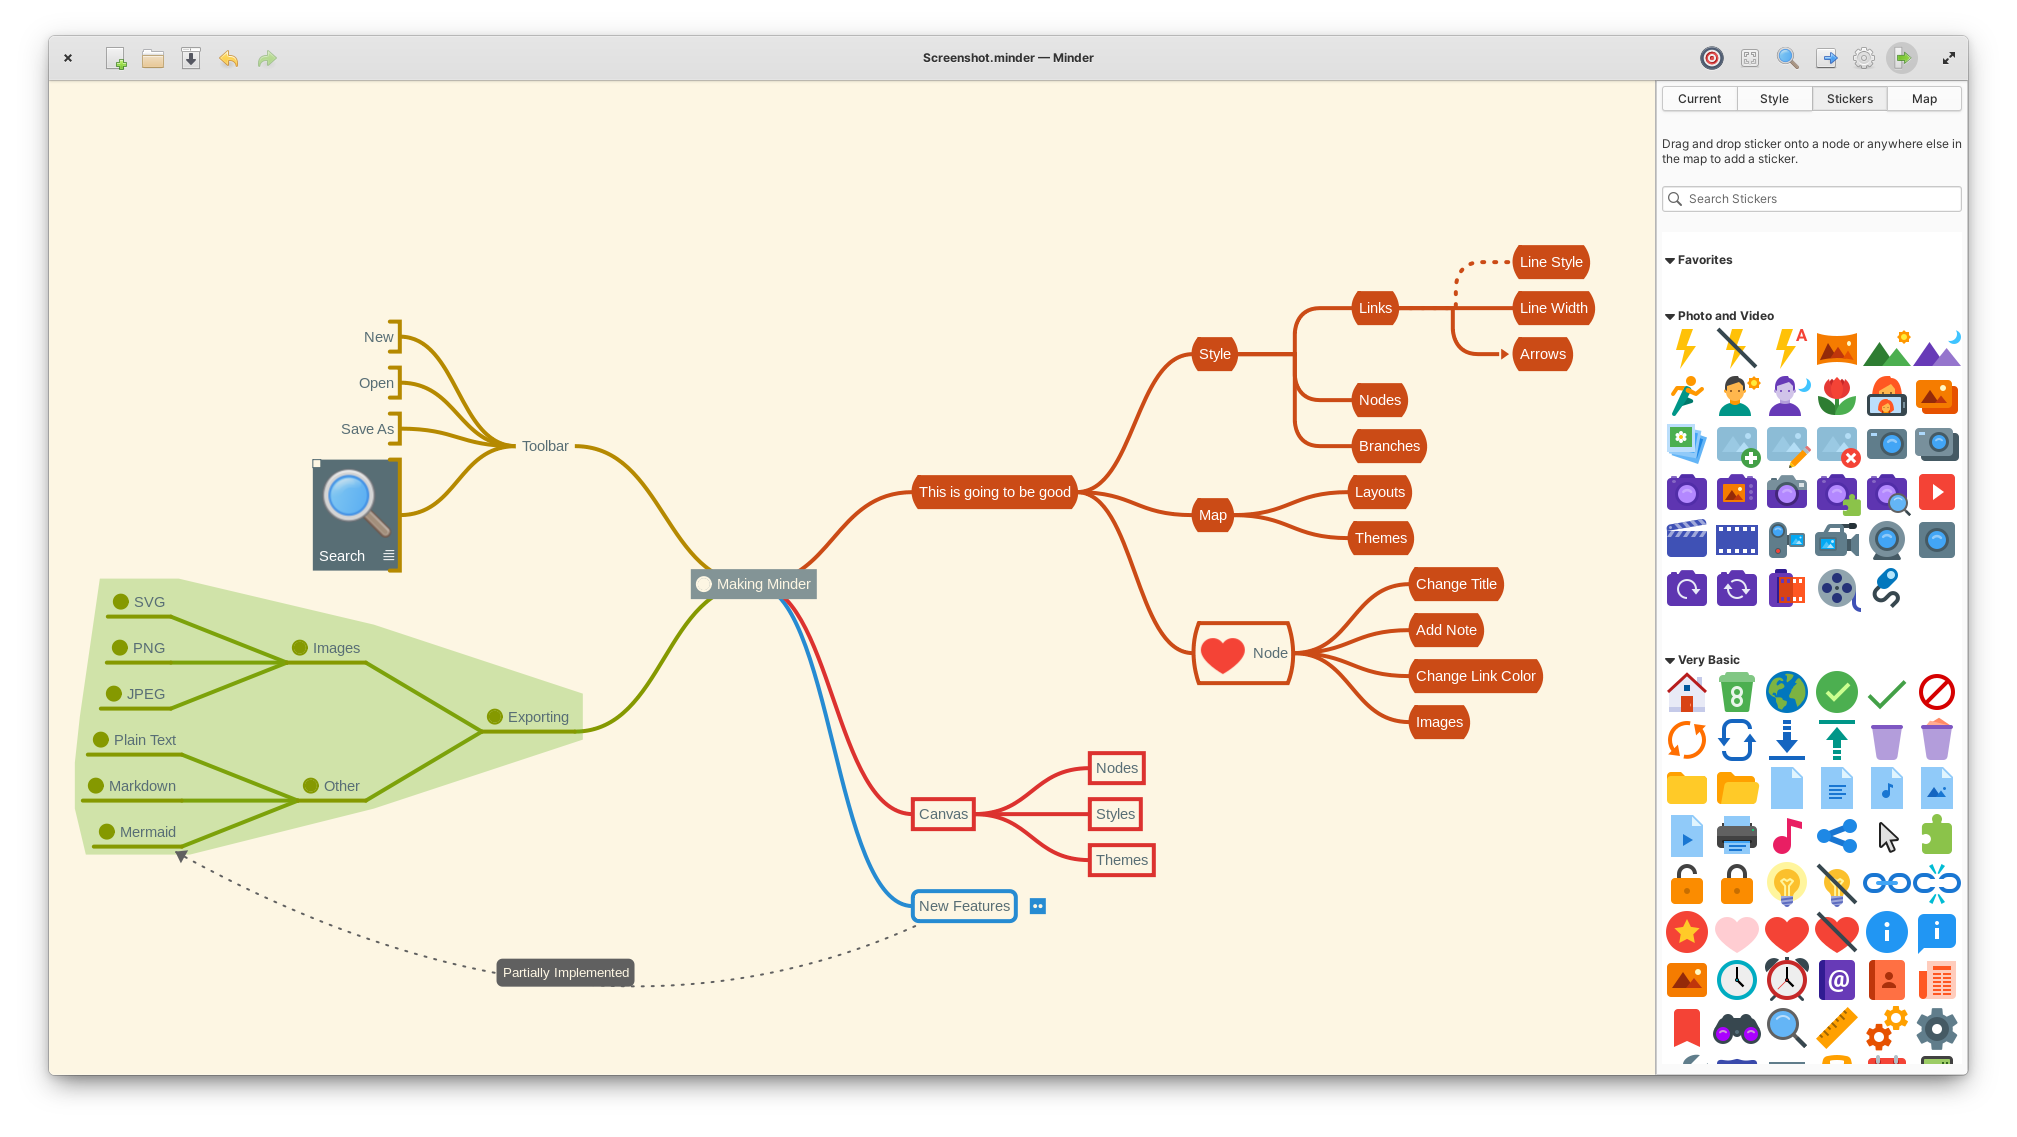 Screenshot.minder — Minder
Current
Style
Stickers
Map
Drag and drop sticker onto a node or anywhere else in
the map to add a sticker.
Search Stickers
Favorites
Photo and Video
A
Very Basic
@
New
Open
Save As
Search
Toolbar
Making Minder
SVG
PNG
JPEG
Images
Exporting
Plain Text
Markdown
Mermaid
Other
Partially Implemented
This is going to be good
Style
Links
Line Style
Line Width
Arrows
Nodes
Branches
Map
Layouts
Themes
Node
Change Title
Add Note
Change Link Color
Images
Canvas
Nodes
Styles
Themes
New Features